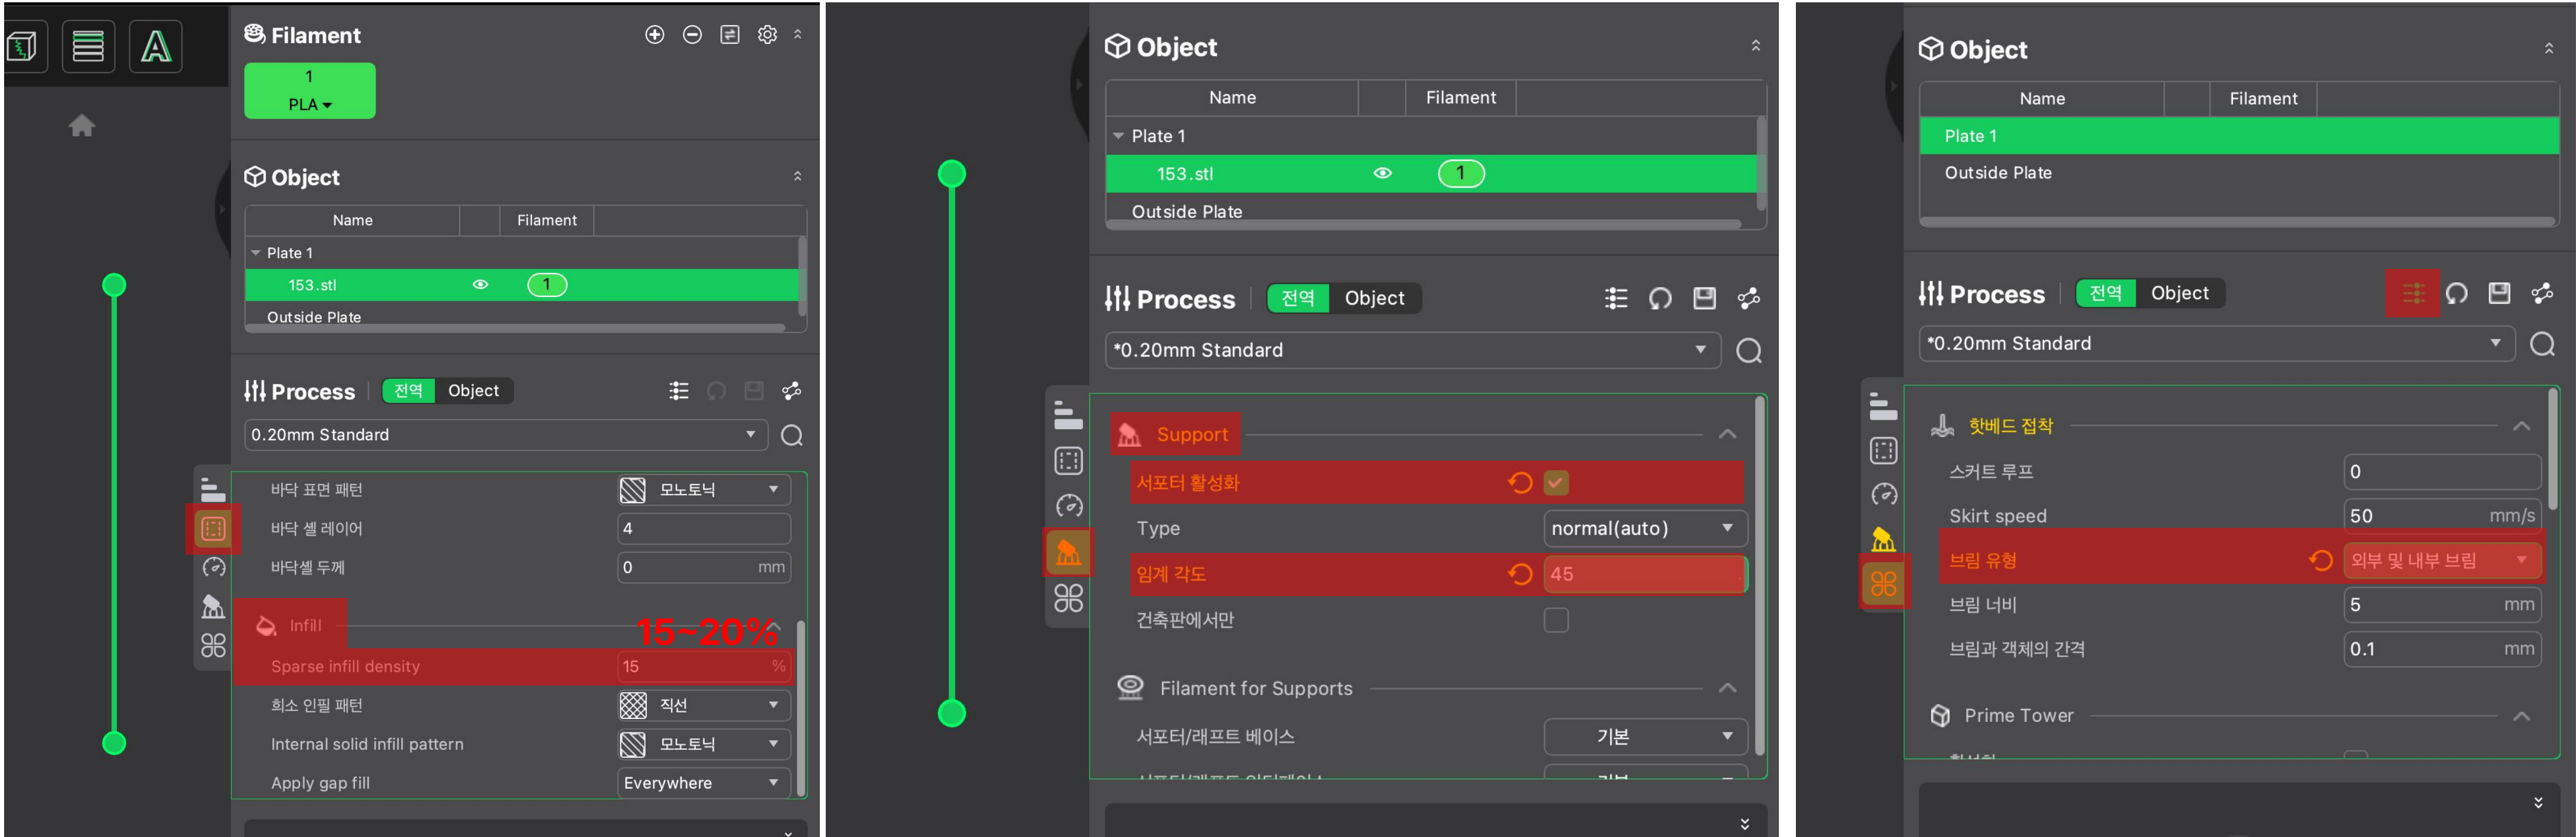 Filament
1
PLA
Object
Name Filament
Plate 1
153.stl 1
Outside Plate
Process 전역 Object
0.20mm Standard
바닥 표면 패턴 모노토닉
바닥 셸 레이어 4
바닥셸 두께 0 mm
Infill
15~20%
Sparse infill density 15 %
희소 인필 패턴 직선
Internal solid infill pattern 모노토닉
Apply gap fill Everywhere
Object
Name Filament
Plate 1
153.stl 1
Outside Plate
Process 전역 Object
*0.20mm Standard
Support
서포터 활성화
Type normal(auto)
임계 각도 45
건축판에서만
Filament for Supports
서포터/래프트 베이스 기본
Object
Name Filament
Plate 1
Outside Plate
Process 전역 Object
*0.20mm Standard
핫베드 접착
스커트 루프 0
Skirt speed 50 mm/s
브림 유형 외부 및 내부 브림
브림 너비 5 mm
브림과 객체의 간격 0.1 mm
Prime Tower